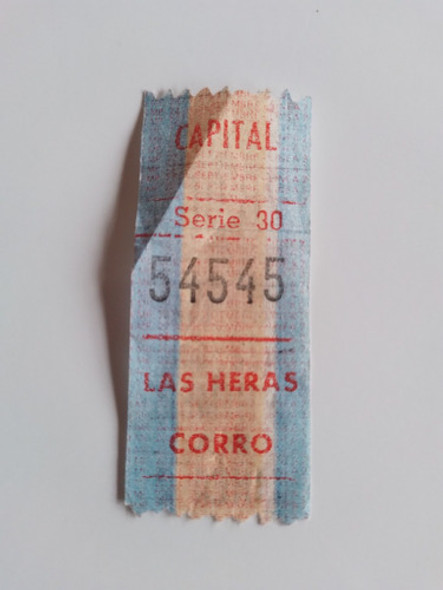 CAPITAL
Serie 30
54545
LAS HERAS
CORRO